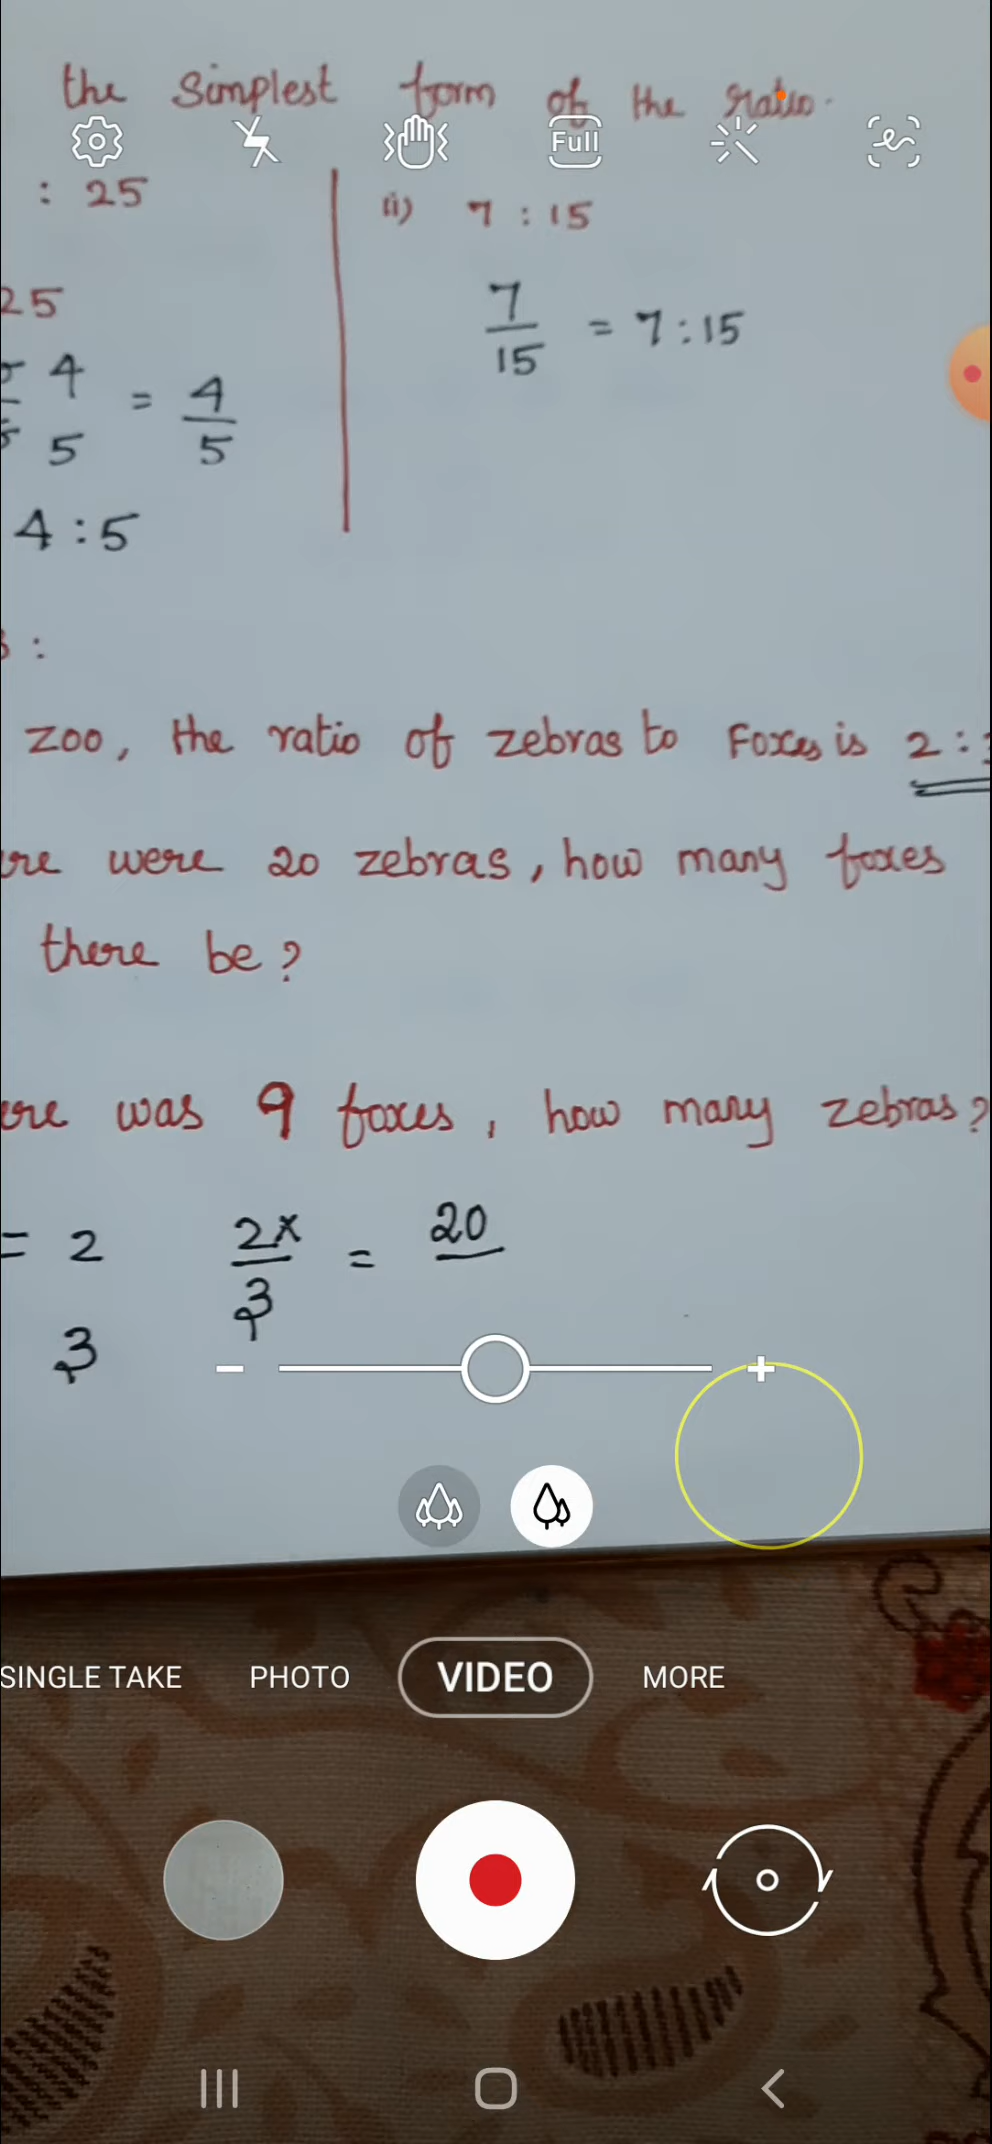 the Simplest form of the ratio.
Full
: 25
(ii) 7 : 15
25
7/15 = 7:15
4/5 = 4/5
4:5
:
zoo, the ratio of zebras to Foxes is 2 :
ere were 20 zebras, how many foxes
there be?
ere was 9 foxes, how many zebras?
= 2/3 2x/3 = 20
SINGLE TAKE PHOTO VIDEO MORE